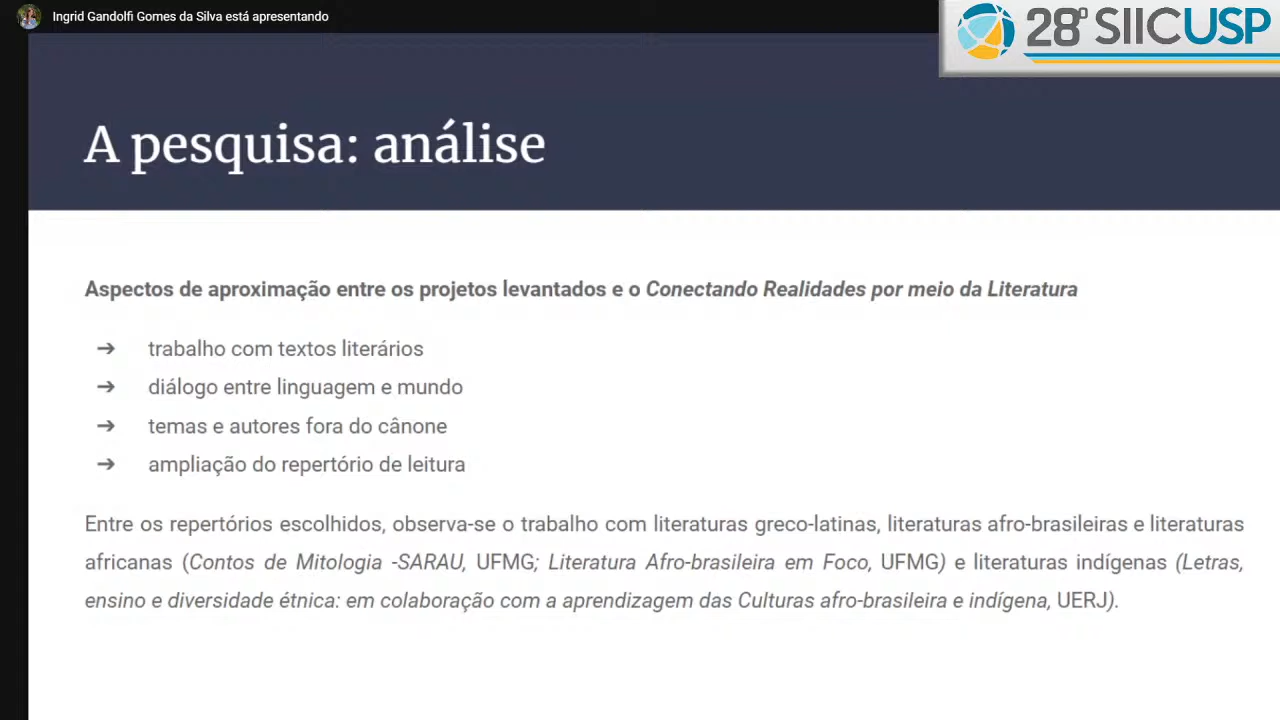 Ingrid Gandolfi Gomes da Silva está apresentando
28º SIICUSP
A pesquisa: análise
Aspectos de aproximação entre os projetos levantados e o Conectando Realidades por meio da Literatura
➔ trabalho com textos literários
➔ diálogo entre linguagem e mundo
➔ temas e autores fora do cânone
➔ ampliação do repertório de leitura
Entre os repertórios escolhidos, observa-se o trabalho com literaturas greco-latinas, literaturas afro-brasileiras e literaturas
africanas (Contos de Mitologia -SARAU, UFMG; Literatura Afro-brasileira em Foco, UFMG) e literaturas indígenas (Letras,
ensino e diversidade étnica: em colaboração com a aprendizagem das Culturas afro-brasileira e indígena, UERJ).